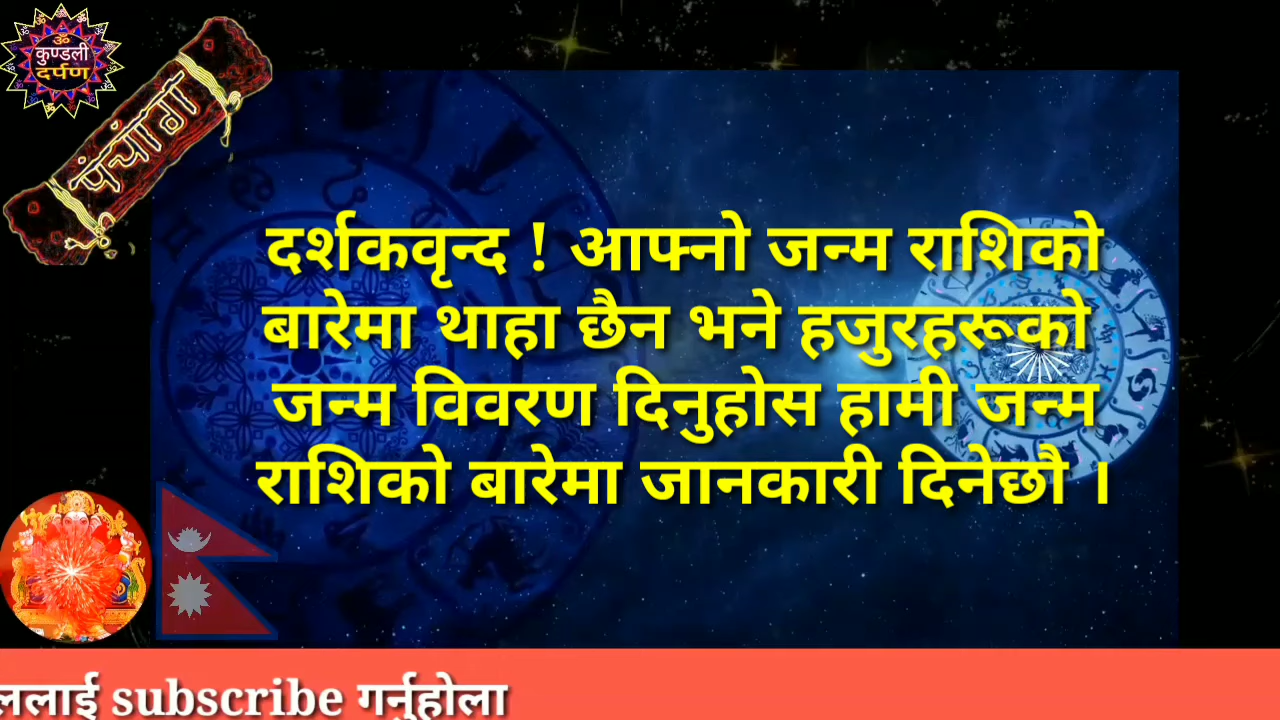 ॐ
कुण्डली
दर्पण
पंचांग
दर्शकवृन्द ! आफ्नो जन्म राशिको
बारेमा थाहा छैन भने हजुरहरूको
जन्म विवरण दिनुहोस हामी जन्म
राशिको बारेमा जानकारी दिनेछौ ।
subscribe गर्नुहोला